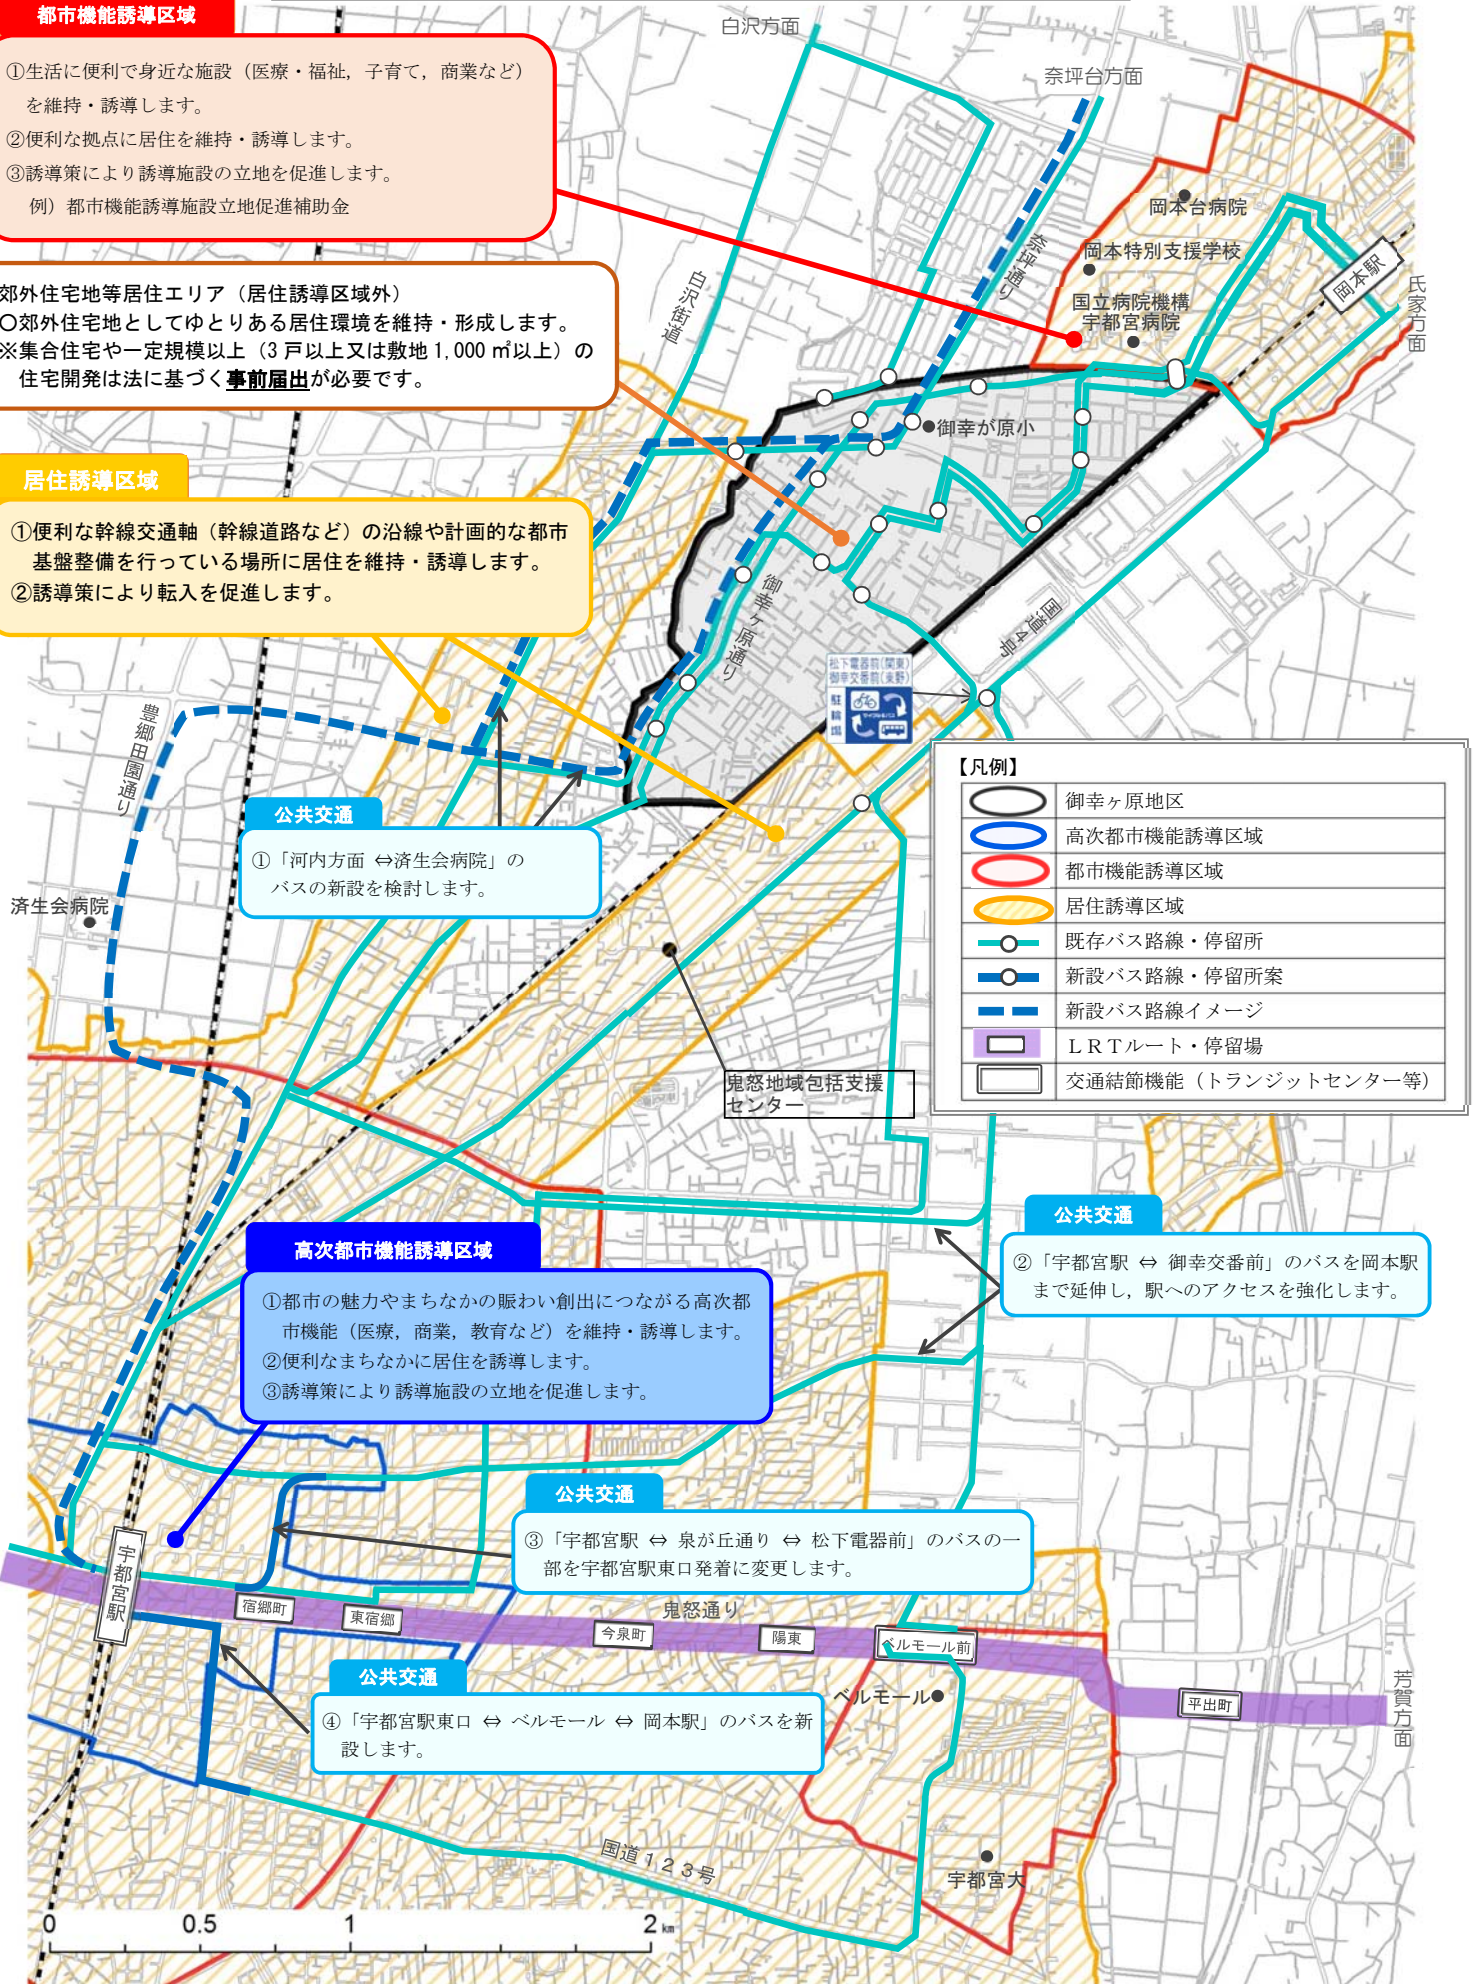 都市機能誘導区域
①生活に便利で身近な施設（医療・福祉，子育て，商業など）
を維持・誘導します。
②便利な拠点に居住を維持・誘導します。
③誘導策により誘導施設の立地を促進します。
例）都市機能誘導施設立地促進補助金
郊外住宅地等居住エリア（居住誘導区域外）
〇郊外住宅地としてゆとりある居住環境を維持・形成します。
※集合住宅や一定規模以上（3戸以上又は敷地1,000㎡以上）の
住宅開発は法に基づく事前届出が必要です。
居住誘導区域
①便利な幹線交通軸（幹線道路など）の沿線や計画的な都市
基盤整備を行っている場所に居住を維持・誘導します。
②誘導策により転入を促進します。
白沢方面
奈坪台方面
岡本台病院
岡本特別支援学校
国立病院機構
宇都宮病院
岡本駅
氏家方面
奈坪通り
白沢街道
御幸が原小
御幸ヶ原通り
国道4号
松下電器前(関東)
御幸交番前(東野)
駐輪場
サイクル&バス
豊郷田園通り
済生会病院
公共交通
①「河内方面 ⇔済生会病院」の
バスの新設を検討します。
【凡例】
御幸ヶ原地区
高次都市機能誘導区域
都市機能誘導区域
居住誘導区域
既存バス路線・停留所
新設バス路線・停留所案
新設バス路線イメージ
ＬＲＴルート・停留場
交通結節機能（トランジットセンター等）
鬼怒地域包括支援
センター
公共交通
②「宇都宮駅 ⇔ 御幸交番前」のバスを岡本駅
まで延伸し，駅へのアクセスを強化します。
高次都市機能誘導区域
①都市の魅力やまちなかの賑わい創出につながる高次都
市機能（医療，商業，教育など）を維持・誘導します。
②便利なまちなかに居住を誘導します。
③誘導策により誘導施設の立地を促進します。
公共交通
③「宇都宮駅 ⇔ 泉が丘通り ⇔ 松下電器前」のバスの一
部を宇都宮駅東口発着に変更します。
宇都宮駅
宿郷町
東宿郷
鬼怒通り
今泉町
陽東
ベルモール前
平出町
芳賀方面
ベルモール
公共交通
④「宇都宮駅東口 ⇔ ベルモール ⇔ 岡本駅」のバスを新
設します。
国道１２３号
宇都宮大
0 0.5 1 2 km